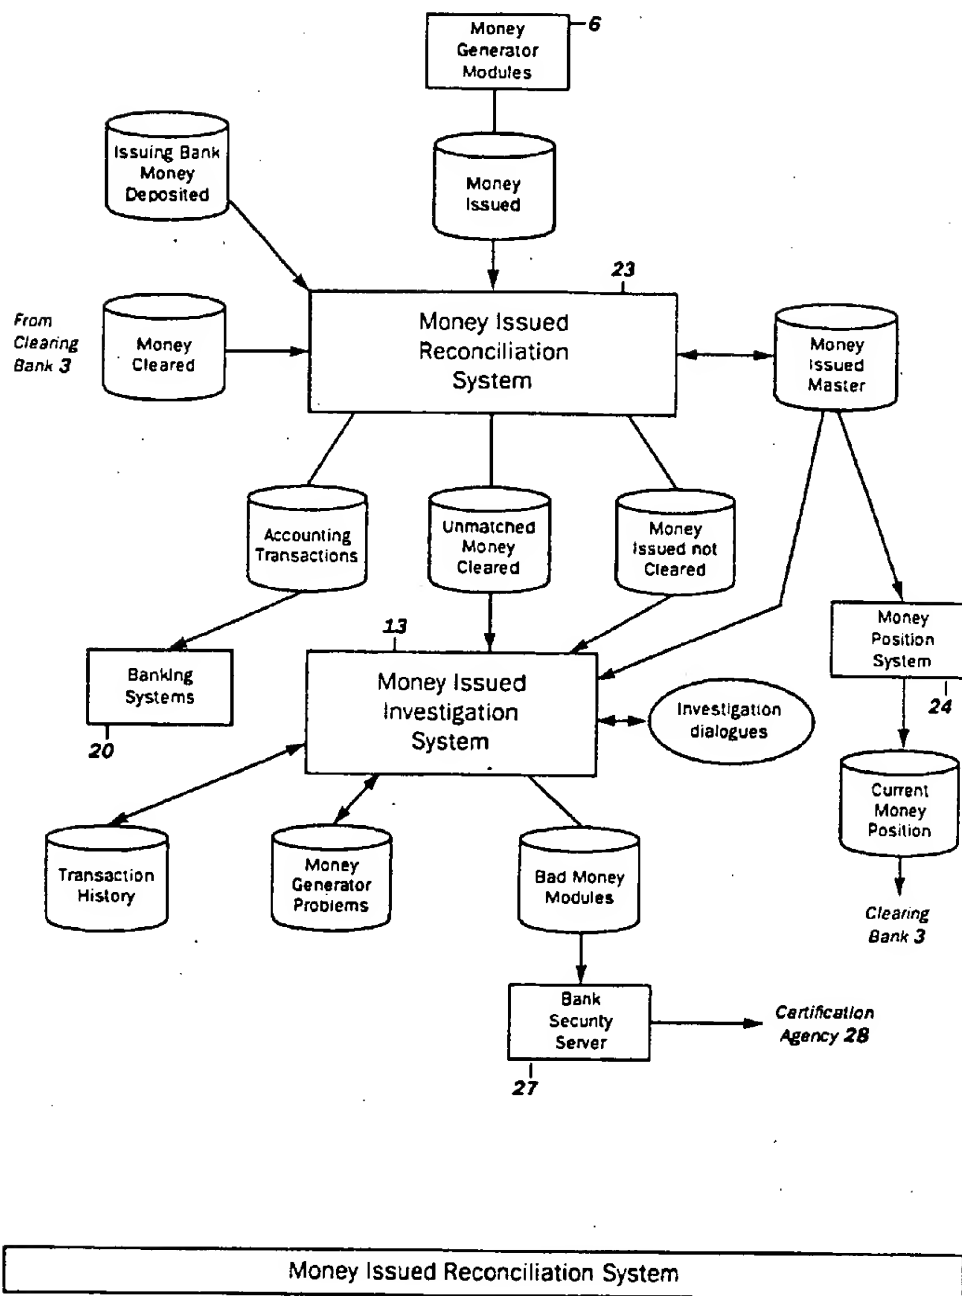 Money
Generator
Modules
6
Issuing Bank
Money
Deposited
Money
Issued
23
From
Clearing
Bank 3
Money
Cleared
Money Issued
Reconciliation
System
Money
Issued
Master
Accounting
Transactions
Unmatched
Money
Cleared
Money
Issued not
Cleared
13
Banking
Systems
20
Money Issued
Investigation
System
Investigation
dialogues
Money
Position
System
24
Transaction
History
Money
Generator
Problems
Bad Money
Modules
Current
Money
Position
Clearing
Bank 3
Bank
Security
Server
27
Certification
Agency 28
Money Issued Reconciliation System